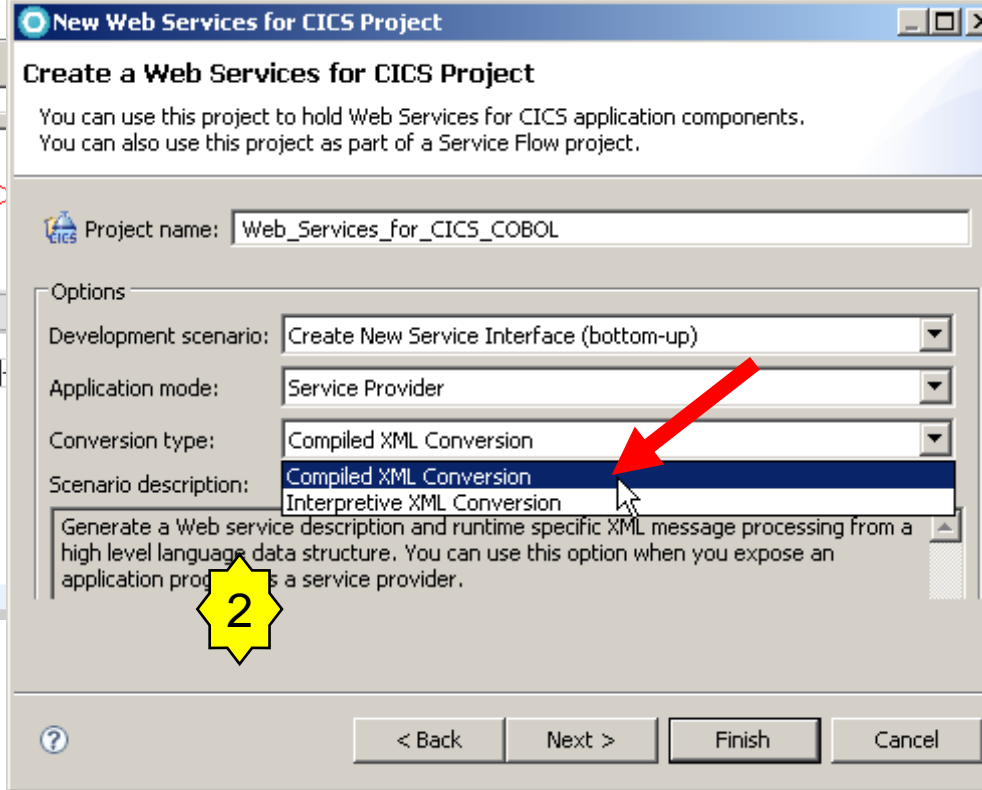 New Web Services for CICS Project
Create a Web Services for CICS Project
You can use this project to hold Web Services for CICS application components.
You can also use this project as part of a Service Flow project.
CICS Project name: Web_Services_for_CICS_COBOL
Options
Development scenario: Create New Service Interface (bottom-up)
Application mode: Service Provider
Conversion type: Compiled XML Conversion
Compiled XML Conversion
Scenario description:
Interpretive XML Conversion
Generate a Web service description and runtime specific XML message processing from a
high level language data structure. You can use this option when you expose an
application a service provider.
2
? < Back Next > Finish Cancel